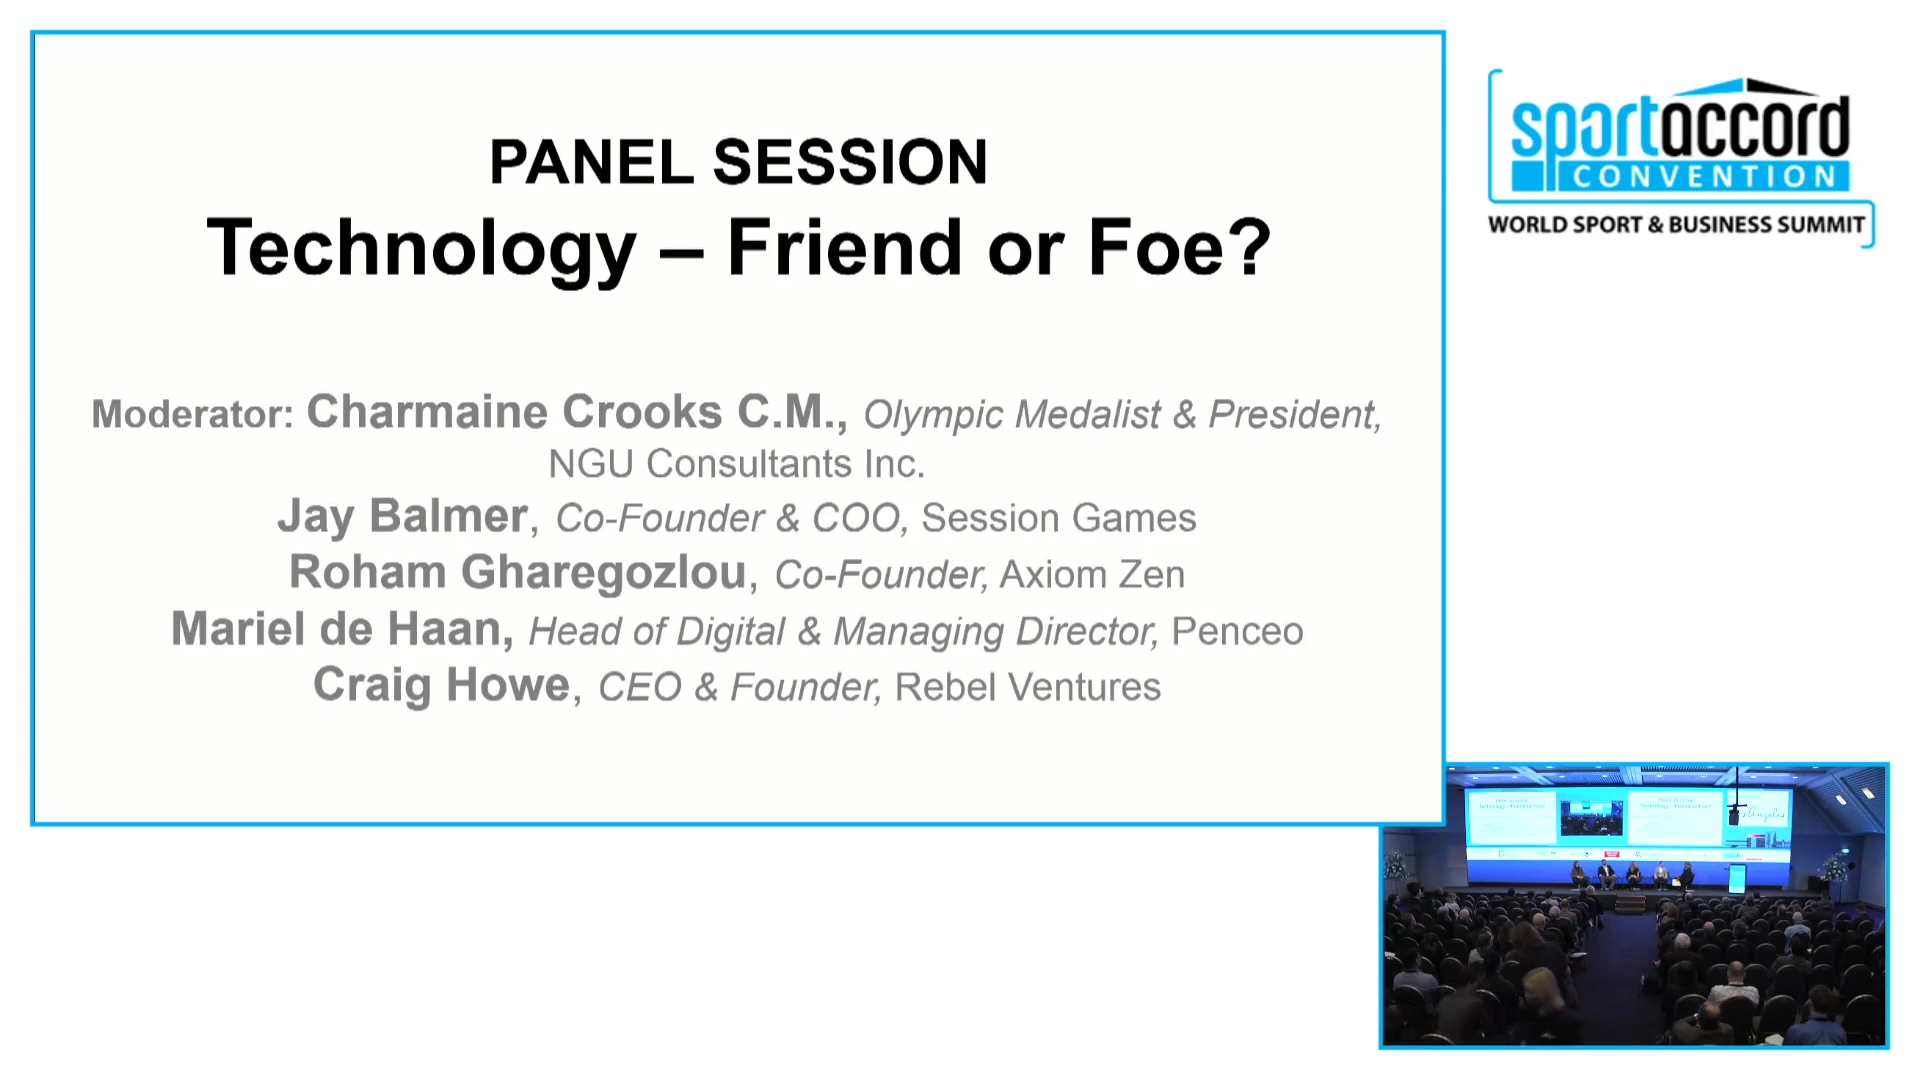 PANEL SESSION
Technology – Friend or Foe?
Moderator: Charmaine Crooks C.M., Olympic Medalist & President,
NGU Consultants Inc.
Jay Balmer, Co-Founder & COO, Session Games
Roham Gharegozlou, Co-Founder, Axiom Zen
Mariel de Haan, Head of Digital & Managing Director, Penceo
Craig Howe, CEO & Founder, Rebel Ventures
sportaccord
CONVENTION
WORLD SPORT & BUSINESS SUMMIT